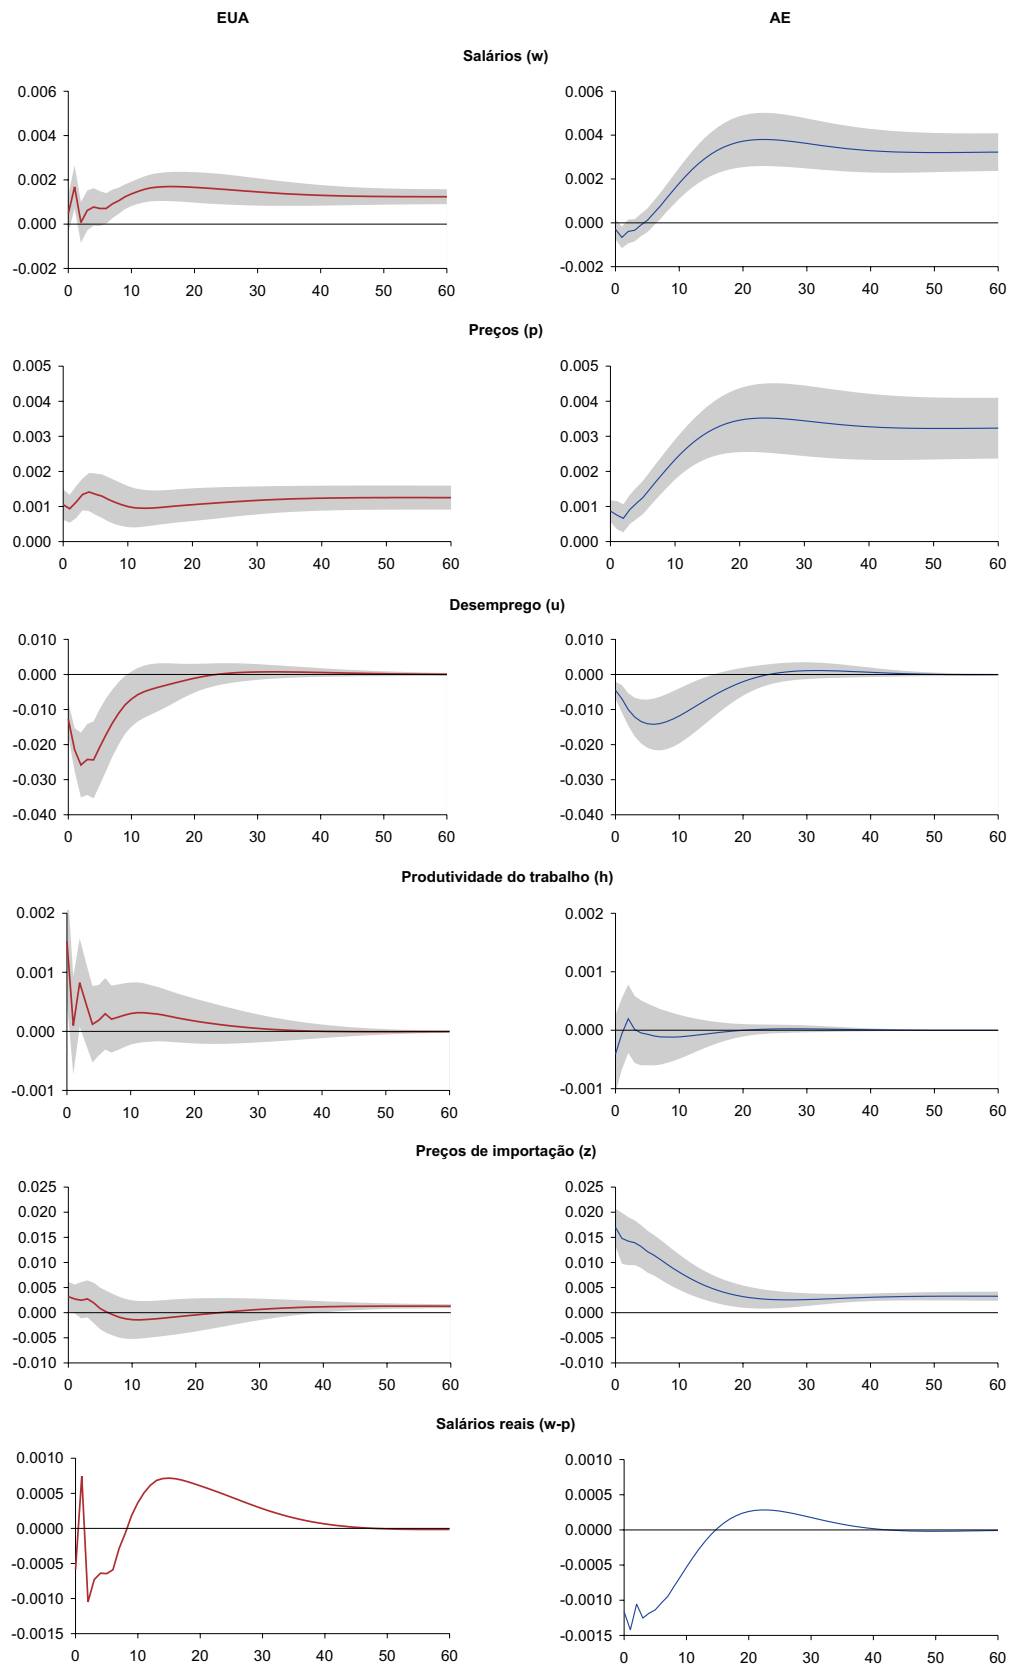 EUA AE
Salários (w)
0.006 0.006
0.004 0.004
0.002 0.002
0.000 0.000
-0.002 -0.002
0 10 20 30 40 50 60 0 10 20 30 40 50 60
Preços (p)
0.005 0.005
0.004 0.004
0.003 0.003
0.002 0.002
0.001 0.001
0.000 0.000
0 10 20 30 40 50 60 0 10 20 30 40 50 60
Desemprego (u)
0.010 0.010
0.000 0.000
-0.010 -0.010
-0.020 -0.020
-0.030 -0.030
-0.040 -0.040
0 10 20 30 40 50 60 0 10 20 30 40 50 60
Produtividade do trabalho (h)
0.002 0.002
0.001 0.001
0.000 0.000
-0.001 -0.001
0 10 20 30 40 50 60 0 10 20 30 40 50 60
Preços de importação (z)
0.025 0.025
0.020 0.020
0.015 0.015
0.010 0.010
0.005 0.005
0.000 0.000
-0.005 -0.005
-0.010 -0.010
0 10 20 30 40 50 60 0 10 20 30 40 50 60
Salários reais (w-p)
0.0010 0.0010
0.0005 0.0005
0.0000 0.0000
-0.0005 -0.0005
-0.0010 -0.0010
-0.0015 -0.0015
0 10 20 30 40 50 60 0 10 20 30 40 50 60